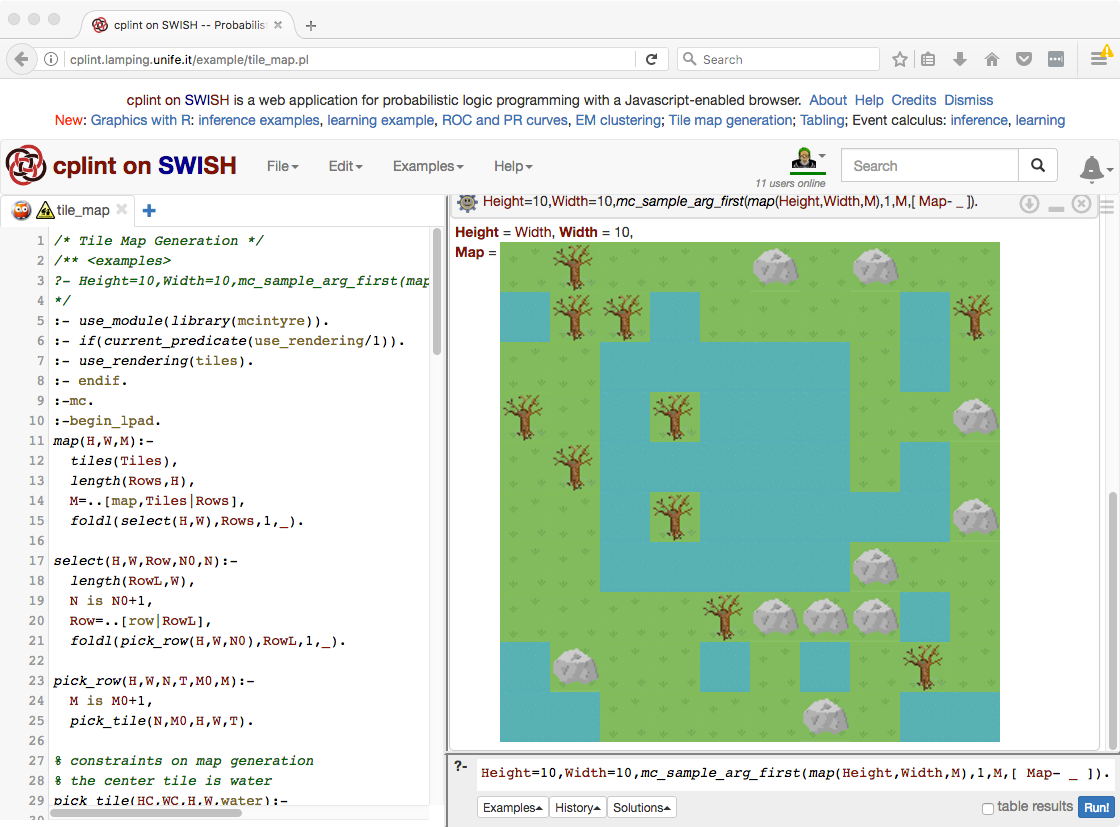 cplint on SWISH -- Probabilis
cplint.lamping.unife.it/example/tile_map.pl
Search
cplint on SWISH is a web application for probabilistic logic programming with a Javascript-enabled browser. About Help Credits Dismiss
New: Graphics with R: inference examples, learning example, ROC and PR curves, EM clustering; Tile map generation; Tabling; Event calculus: inference, learning
cplint on SWISH File Edit Examples Help
11 users online
Search
tile_map
1 /* Tile Map Generation */
2 /** <examples>
3 ?- Height=10,Width=10,mc_sample_arg_first(map
4 */
5 :- use_module(library(mcintyre)).
6 :- if(current_predicate(use_rendering/1)).
7 :- use_rendering(tiles).
8 :- endif.
9 :-mc.
10 :-begin_lpad.
11 map(H,W,M):-
12 tiles(Tiles),
13 length(Rows,H),
14 M=..[map,Tiles|Rows],
15 foldl(select(H,W),Rows,1,_).
16
17 select(H,W,Row,N0,N):-
18 length(RowL,W),
19 N is N0+1,
20 Row=..[row|RowL],
21 foldl(pick_row(H,W,N0),RowL,1,_).
22
23 pick_row(H,W,N,T,M0,M):-
24 M is M0+1,
25 pick_tile(N,M0,H,W,T).
26
27 % constraints on map generation
28 % the center tile is water
29 pick_tile(HC,WC,H,W,water):-
30
Height=10,Width=10,mc_sample_arg_first(map(Height,Width,M),1,M,[ Map- _ ]).
Height = Width, Width = 10,
Map =
?- Height=10,Width=10,mc_sample_arg_first(map(Height,Width,M),1,M,[ Map- _ ]).
Examples History Solutions
table results Run!